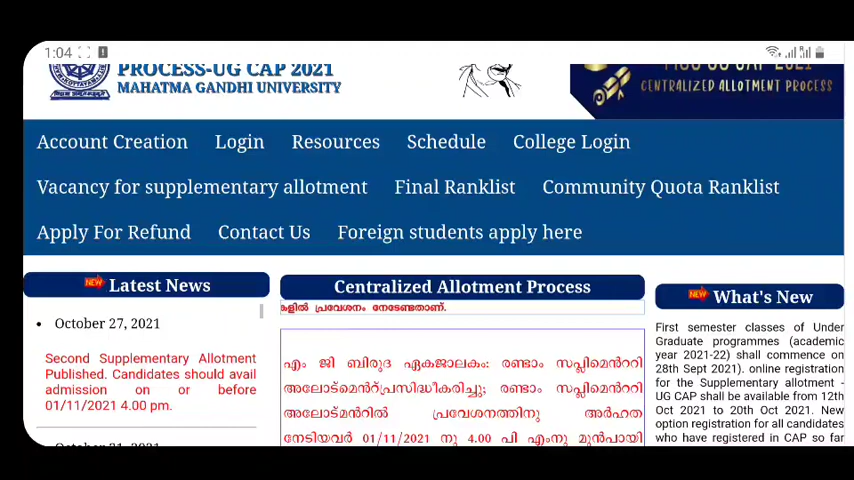 1:04
PROCESS-UG CAP 2021
MAHATMA GANDHI UNIVERSITY
CENTRALIZED ALLOTMENT PROCESS
Account Creation Login Resources Schedule College Login
Vacancy for supplementary allotment Final Ranklist Community Quota Ranklist
Apply For Refund Contact Us Foreign students apply here
NEW Latest News
October 27, 2021
Second Supplementary Allotment
Published. Candidates should avail
admission on or before
01/11/2021 4.00 pm.
Centralized Allotment Process
കളിൽ പ്രവേശനം നേടേണ്ടതാണ്.
എം ജി ബിരുദ ഏകജാലകം: രണ്ടാം സപ്ലിമെൻററി
അലോട്മെൻറ്പ്രസിദ്ധീകരിച്ചു; രണ്ടാം സപ്ലിമെൻററി
അലോട്മൻറിൽ പ്രവേശനത്തിനു അർഹത
നേടിയവർ 01/11/2021 നു 4.00 പി എംനു മുൻപായി
NEW What's New
First semester classes of Under
Graduate programmes (academic
year 2021-22) shall commence on
28th Sept 2021). online registration
for the Supplementary allotment -
UG CAP shall be available from 12th
Oct 2021 to 20th Oct 2021. New
option registration for all candidates
who have registered in CAP so far